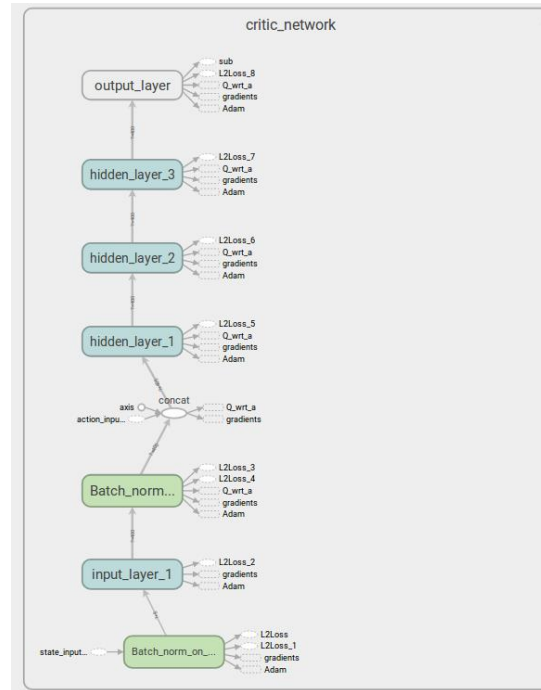 critic_network
sub
L2Loss_8
output_layer
Q_wrt_a
gradients
Adam
L2Loss_7
hidden_layer_3
Q_wrt_a
gradients
Adam
L2Loss_6
hidden_layer_2
Q_wrt_a
gradients
Adam
L2Loss_5
hidden_layer_1
Q_wrt_a
gradients
Adam
concat
axis
Q_wrt_a
action_inpu...
gradients
L2Loss_3
L2Loss_4
Batch_norm...
Q_wrt_a
gradients
Adam
L2Loss_2
input_layer_1
gradients
Adam
L2Loss
L2Loss_1
state_input...
Batch_norm_on_...
gradients
Adam